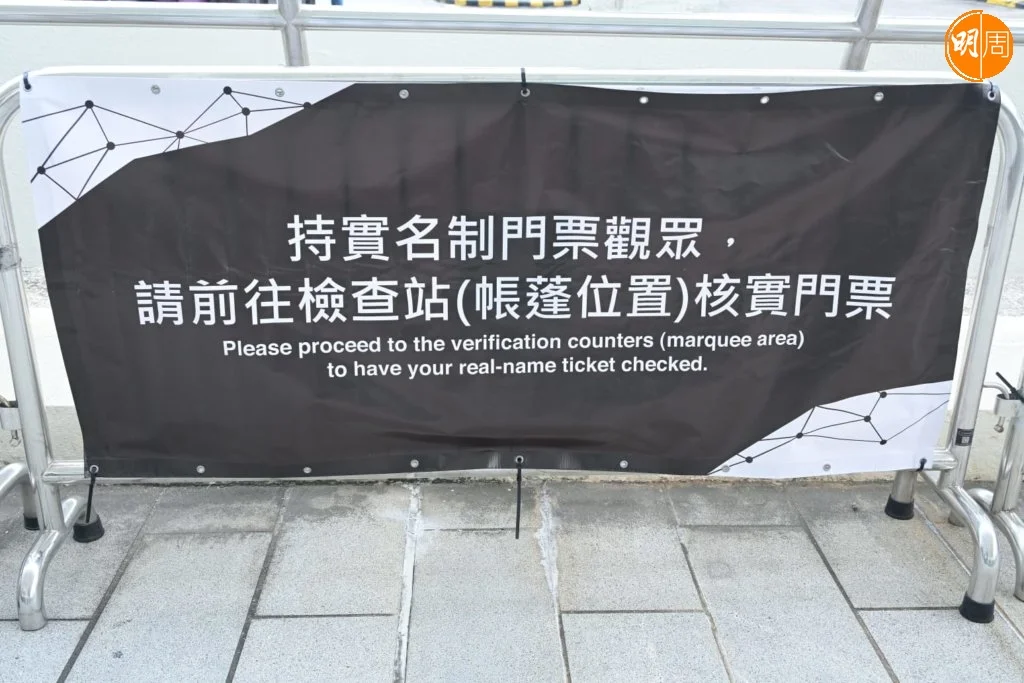 明周
持實名制門票觀眾，
請前往檢查站(帳蓬位置)核實門票
Please proceed to the verification counters (marquee area)
to have your real-name ticket checked.